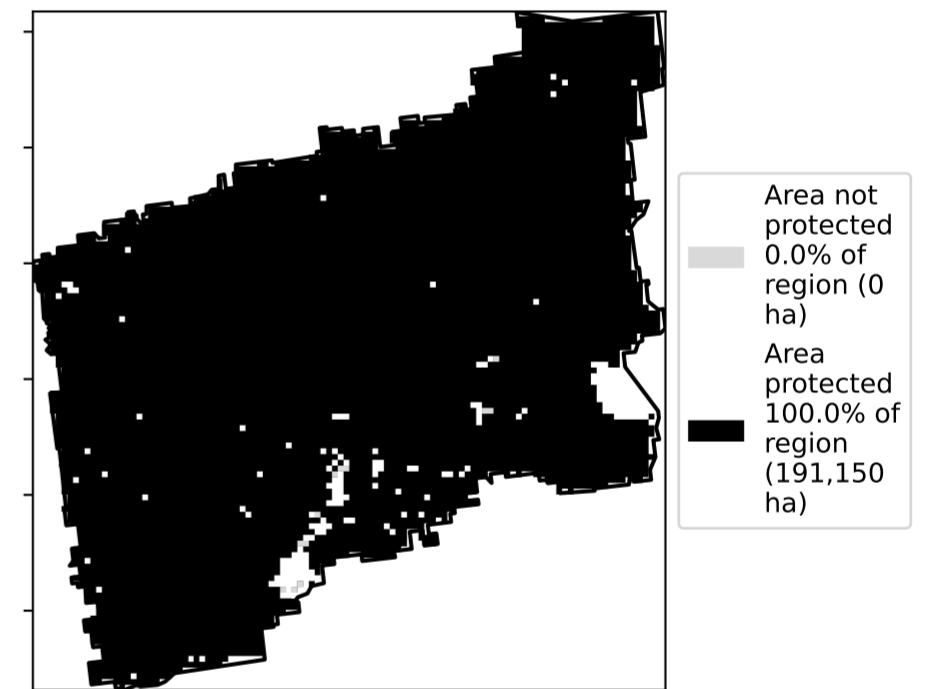 Area not
protected
0.0% of
region (0
ha)
Area
protected
100.0% of
region
(191,150
ha)